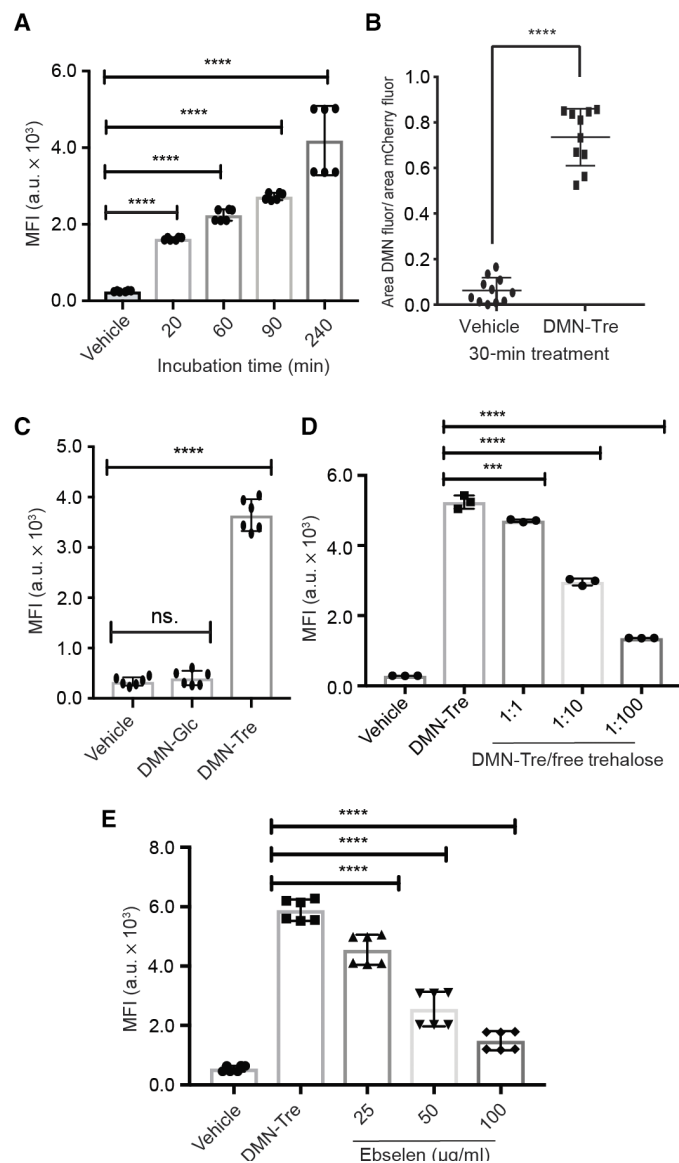 A
****
****
****
****
MFI (a.u. × 10³)
6.0
4.0
2.0
0.0
Vehicle
20
60
90
240
Incubation time (min)
B
****
Area DMN fluor/ area mCherry fluor
1.0
0.8
0.6
0.4
0.2
0.0
Vehicle
DMN-Tre
30-min treatment
C
****
ns.
MFI (a.u. × 10³)
5.0
4.0
3.0
2.0
1.0
0.0
Vehicle
DMN-Glc
DMN-Tre
D
****
****
***
MFI (a.u. × 10³)
6.0
4.0
2.0
0.0
Vehicle
DMN-Tre
1:1
1:10
1:100
DMN-Tre/free trehalose
E
****
****
****
MFI (a.u. × 10³)
8.0
6.0
4.0
2.0
0.0
Vehicle
DMN-Tre
25
50
100
Ebselen (µg/ml)